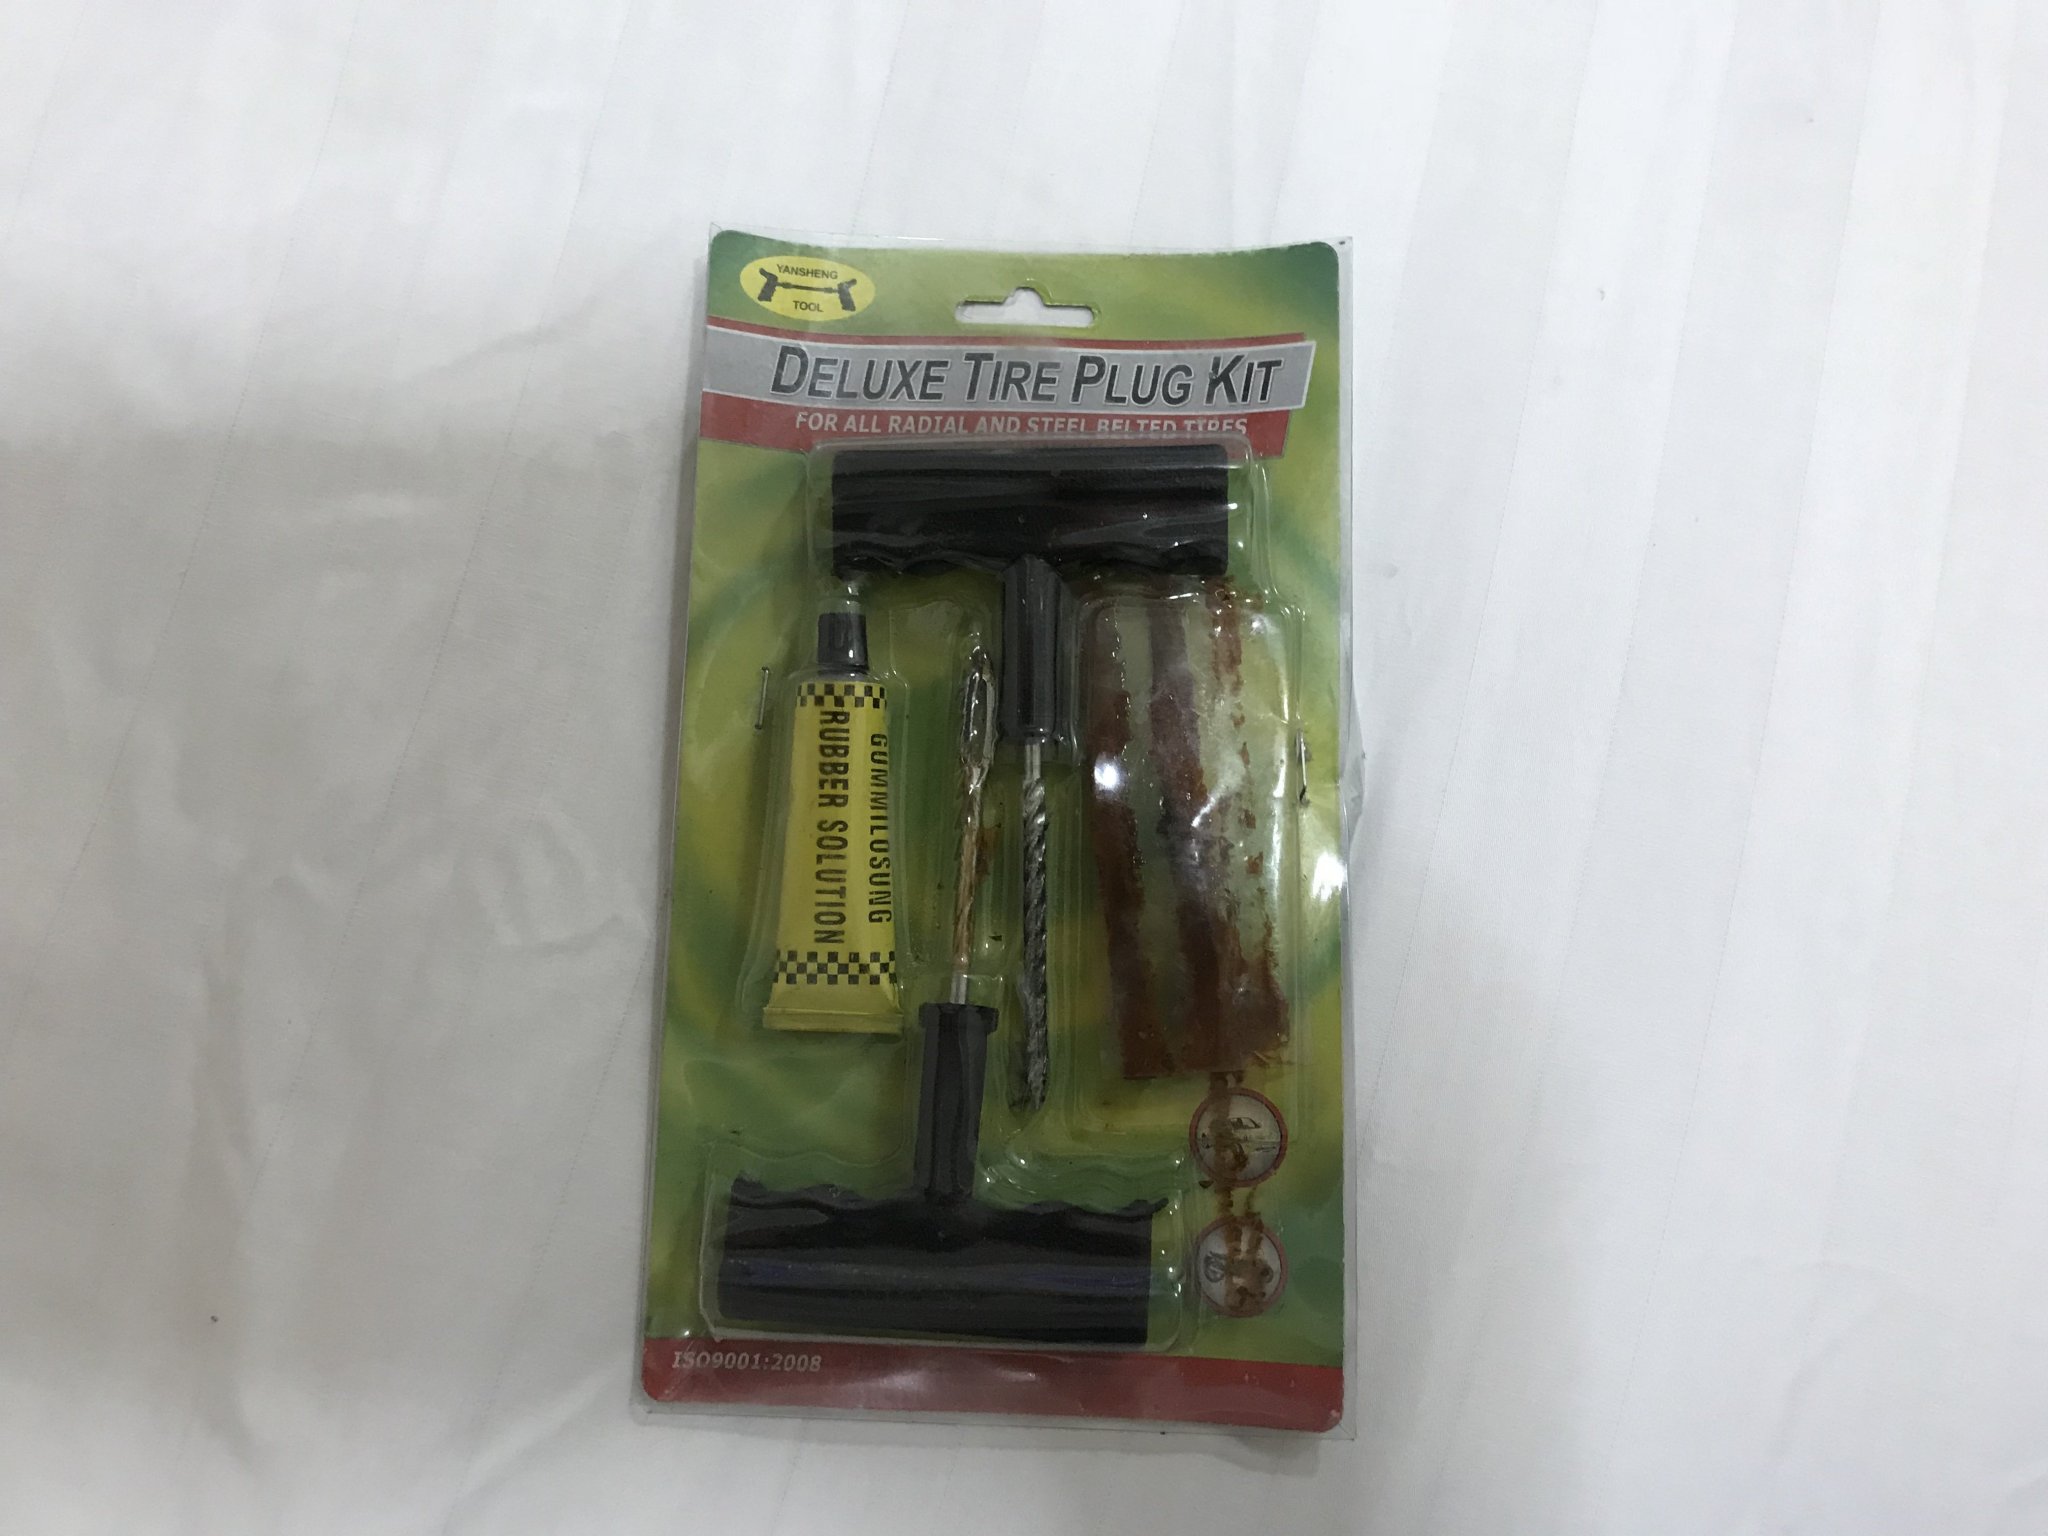 YANSHENG
TOOL
DELUXE TIRE PLUG KIT
FOR ALL RADIAL AND STEEL BELTED TIRES
GUMMILOSUNG
RUBBER SOLUTION
ISO9001:2008